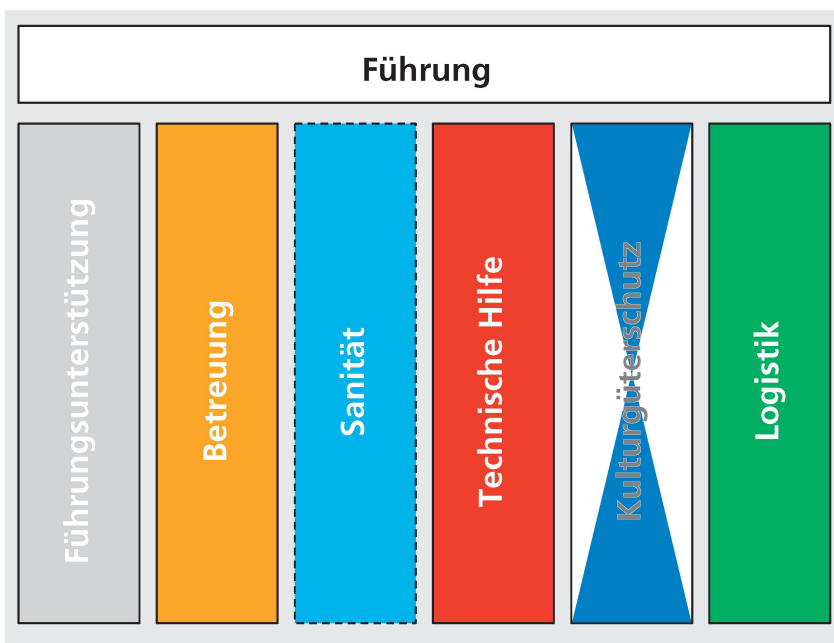 Führung
Führungsunterstützung
Betreuung
Sanität
Technische Hilfe
Kulturgüterschutz
Logistik